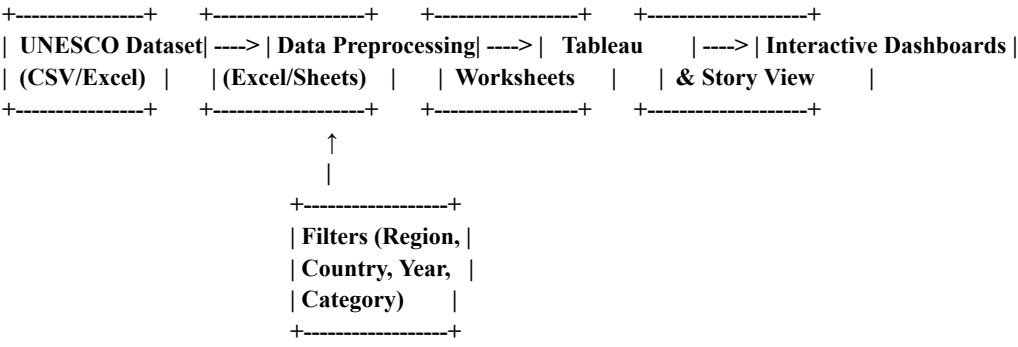 +----------------+ +-------------------+ +------------------+ +--------------------+
| UNESCO Dataset| ----> | Data Preprocessing| ----> | Tableau | ----> | Interactive Dashboards |
| (CSV/Excel) | | (Excel/Sheets) | | Worksheets | | & Story View |
+----------------+ +-------------------+ +------------------+ +--------------------+
↑
|
+------------------+
| Filters (Region, |
| Country, Year, |
| Category) |
+------------------+